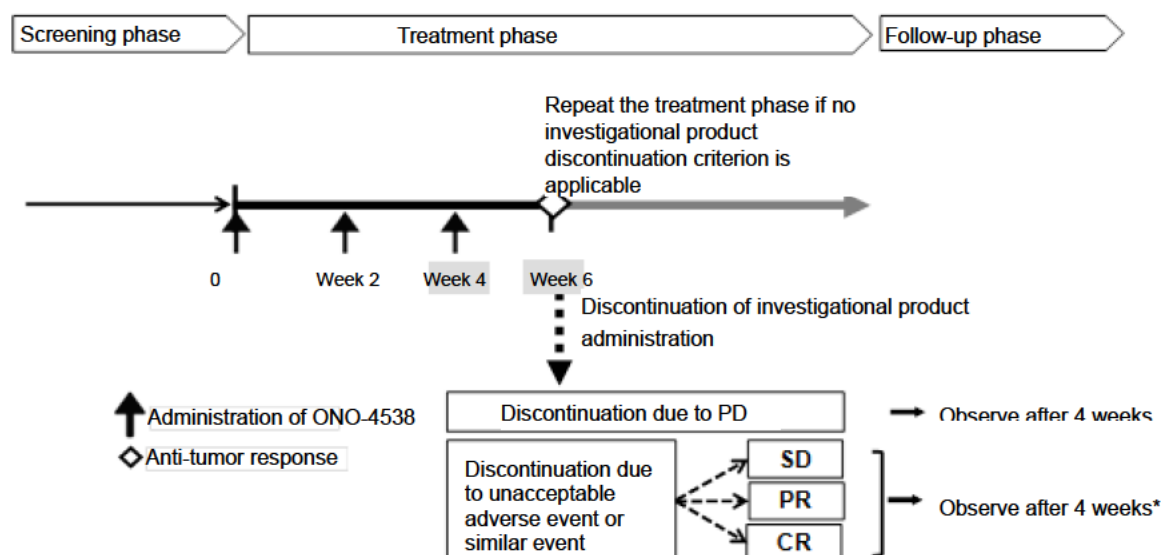 Screening phase
Treatment phase
Follow-up phase
Repeat the treatment phase if no
investigational product
discontinuation criterion is
applicable
0
Week 2
Week 4
Week 6
Discontinuation of investigational product
administration
Administration of ONO-4538
Anti-tumor response
Discontinuation due to PD
Observe after 4 weeks
Discontinuation due
to unacceptable
adverse event or
similar event
SD
PR
CR
Observe after 4 weeks*